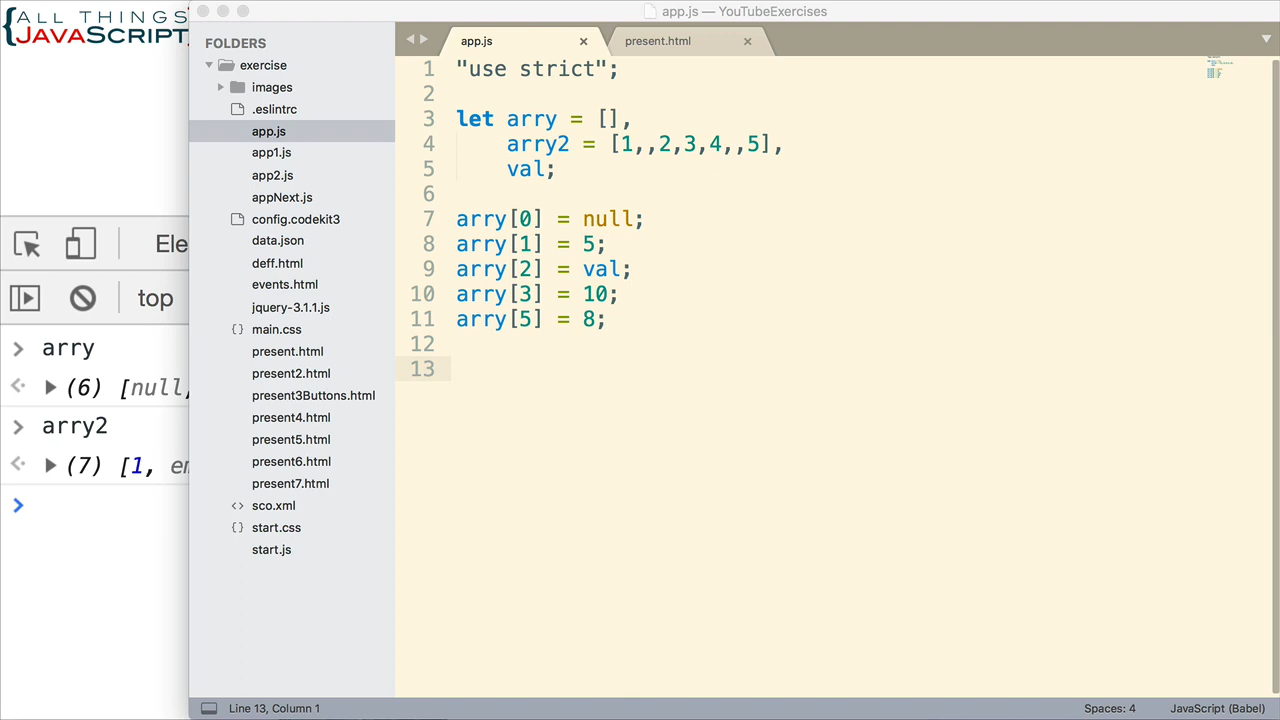 {ALL THINGS
JAVASCRIPT
app.js — YouTubeExercises
FOLDERS
exercise
images
.eslintrc
app.js
app1.js
app2.js
appNext.js
config.codekit3
data.json
deff.html
events.html
jquery-3.1.1.js
{} main.css
present.html
present2.html
present3Buttons.html
present4.html
present5.html
present6.html
present7.html
<> sco.xml
{} start.css
start.js
app.js ×
present.html ×
1 "use strict";
2
3 let arry = [],
4 arry2 = [1,,2,3,4,,5],
5 val;
6
7 arry[0] = null;
8 arry[1] = 5;
9 arry[2] = val;
10 arry[3] = 10;
11 arry[5] = 8;
12
13
Ele
top
> arry
(6) [null,
> arry2
(7) [1, em
>
Line 13, Column 1
Spaces: 4
JavaScript (Babel)